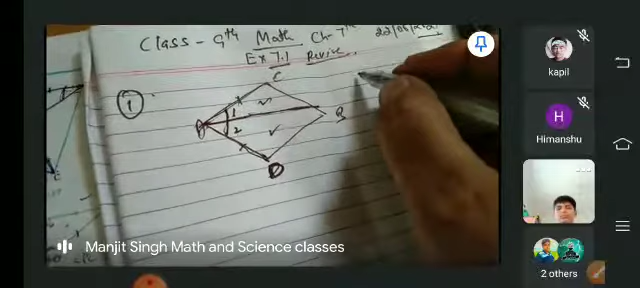 Class - 9th Math Ch- 7th
Ex 7.1 Revise.
1
C
A 1
2
B
D
kapil
H
Himanshu
2 others
Manjit Singh Math and Science classes